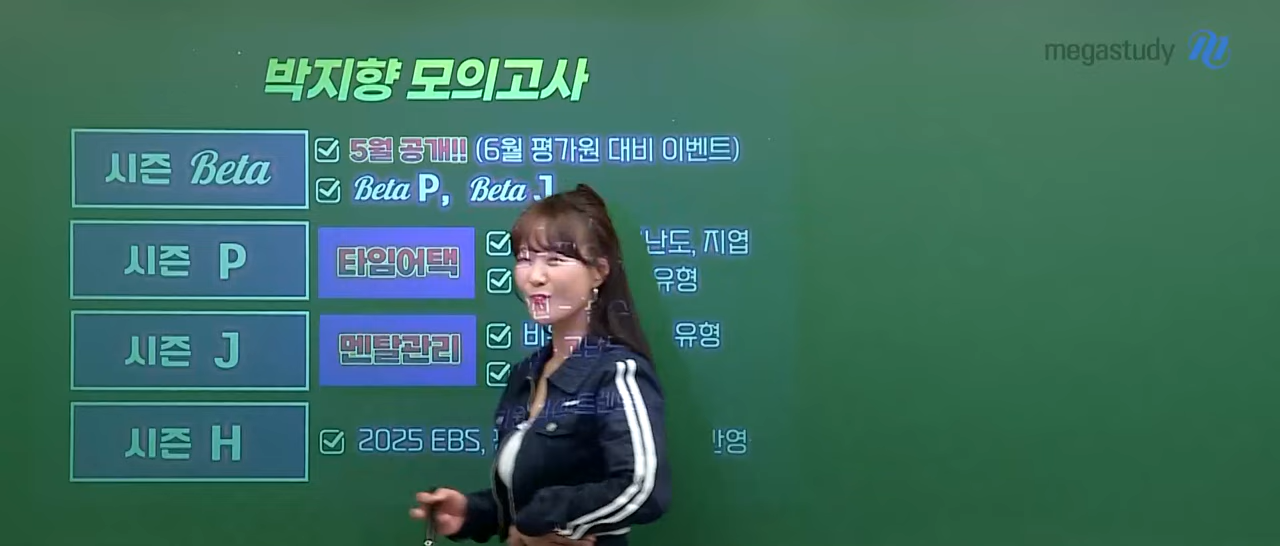 megastudy
박지향 모의고사
시즌 Beta
5월 공개!! (6월 평가원 대비 이벤트)
Beta P, Beta J
시즌 P
타임어택
난도, 지엽
유형
시즌 J
멘탈관리
유형
시즌 H
2025 EBS,
반영